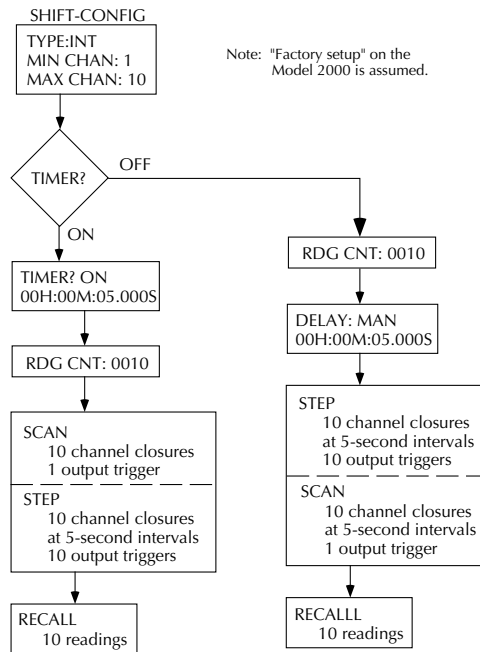 SHIFT-CONFIG
TYPE:INT
MIN CHAN: 1
MAX CHAN: 10
Note: "Factory setup" on the
Model 2000 is assumed.
TIMER?
OFF
ON
TIMER? ON
00H:00M:05.000S
RDG CNT: 0010
SCAN
10 channel closures
1 output trigger
STEP
10 channel closures
at 5-second intervals
10 output triggers
RECALL
10 readings
RDG CNT: 0010
DELAY: MAN
00H:00M:05.000S
STEP
10 channel closures
at 5-second intervals
10 output triggers
SCAN
10 channel closures
at 5-second intervals
1 output trigger
RECALLL
10 readings